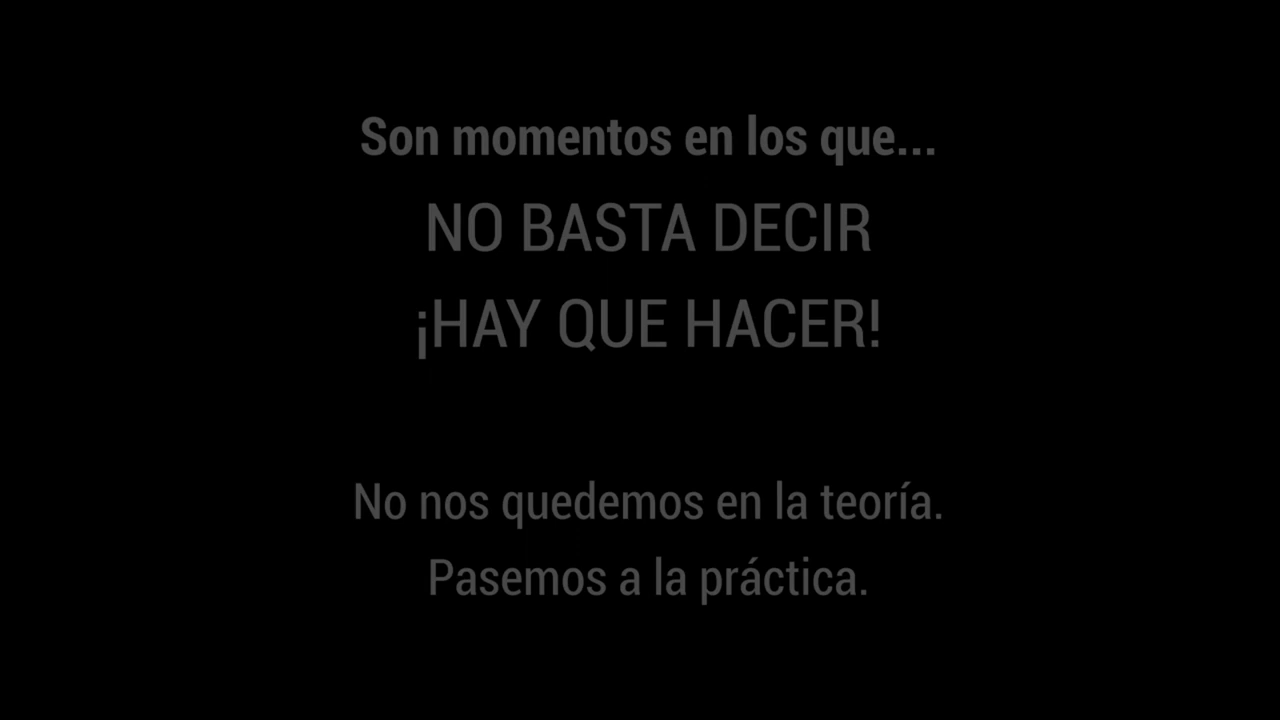 Son momentos en los que...
NO BASTA DECIR
¡HAY QUE HACER!
No nos quedemos en la teoría.
Pasemos a la práctica.